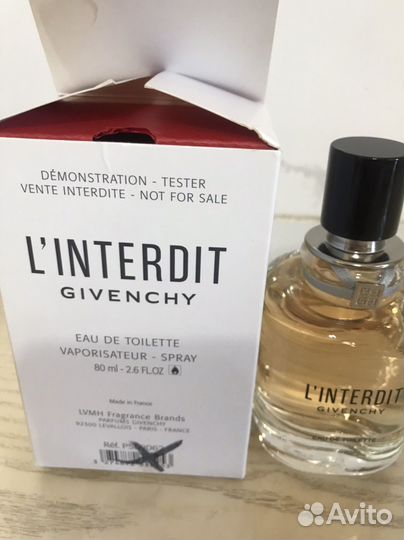 DÉMONSTRATION - TESTER
VENTE INTERDITE - NOT FOR SALE
L'INTERDIT
GIVENCHY
EAU DE TOILETTE
VAPORISATEUR - SPRAY
80 ml - 2.6 FL.OZ
Made in France
LVMH Fragrance Brands
PARFUMS GIVENCHY
92300 LEVALLOIS - PARIS - FRANCE
Réf.
L'INTERDIT
GIVENCHY
EAU DE TOILETTE
Avito